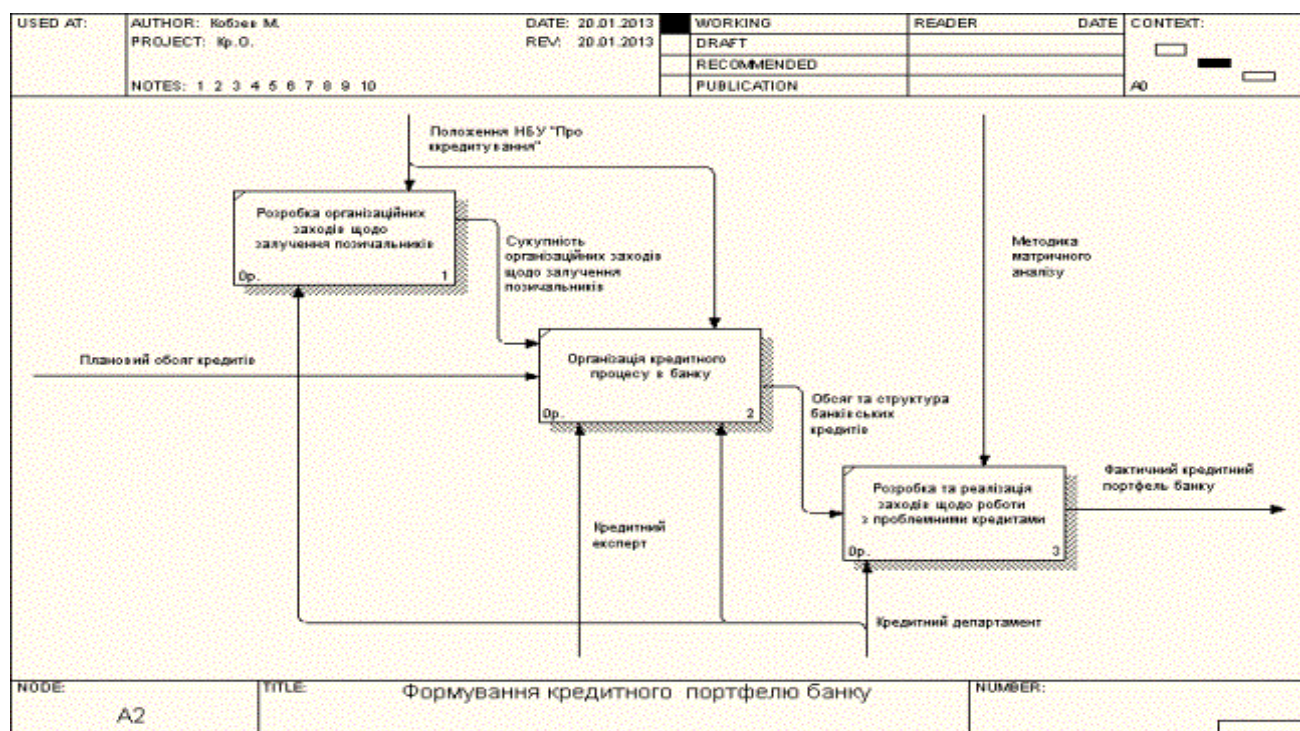 USED AT:
AUTHOR: Кобзев М.
DATE: 20.01.2013
PROJECT: Кр.О.
REV: 20.01.2013
NOTES: 1 2 3 4 5 6 7 8 9 10
WORKING
DRAFT
RECOMMENDED
PUBLICATION
READER
DATE
CONTEXT:
A0
Положення НБУ "Про
ккредитування"
Розробка організаційних
заходів щодо
залучення позичальників
0р.
1
Сукупність
організаційних заходів
щодо залучення
позичальників
Методика
матричного
аналізу
Плановий обсяг кредитів
Організація кредитного
процесу в банку
0р.
2
Обсяг та структура
банківських
кредитів
Фактичний кредитний
портфель банку
Розробка та реалізація
заходів щодо роботи
з проблемними кредитами
0р.
3
Кредитний
експерт
Кредитний департамент
NODE:
A2
TITLE:
Формування кредитного портфелю банку
NUMBER: